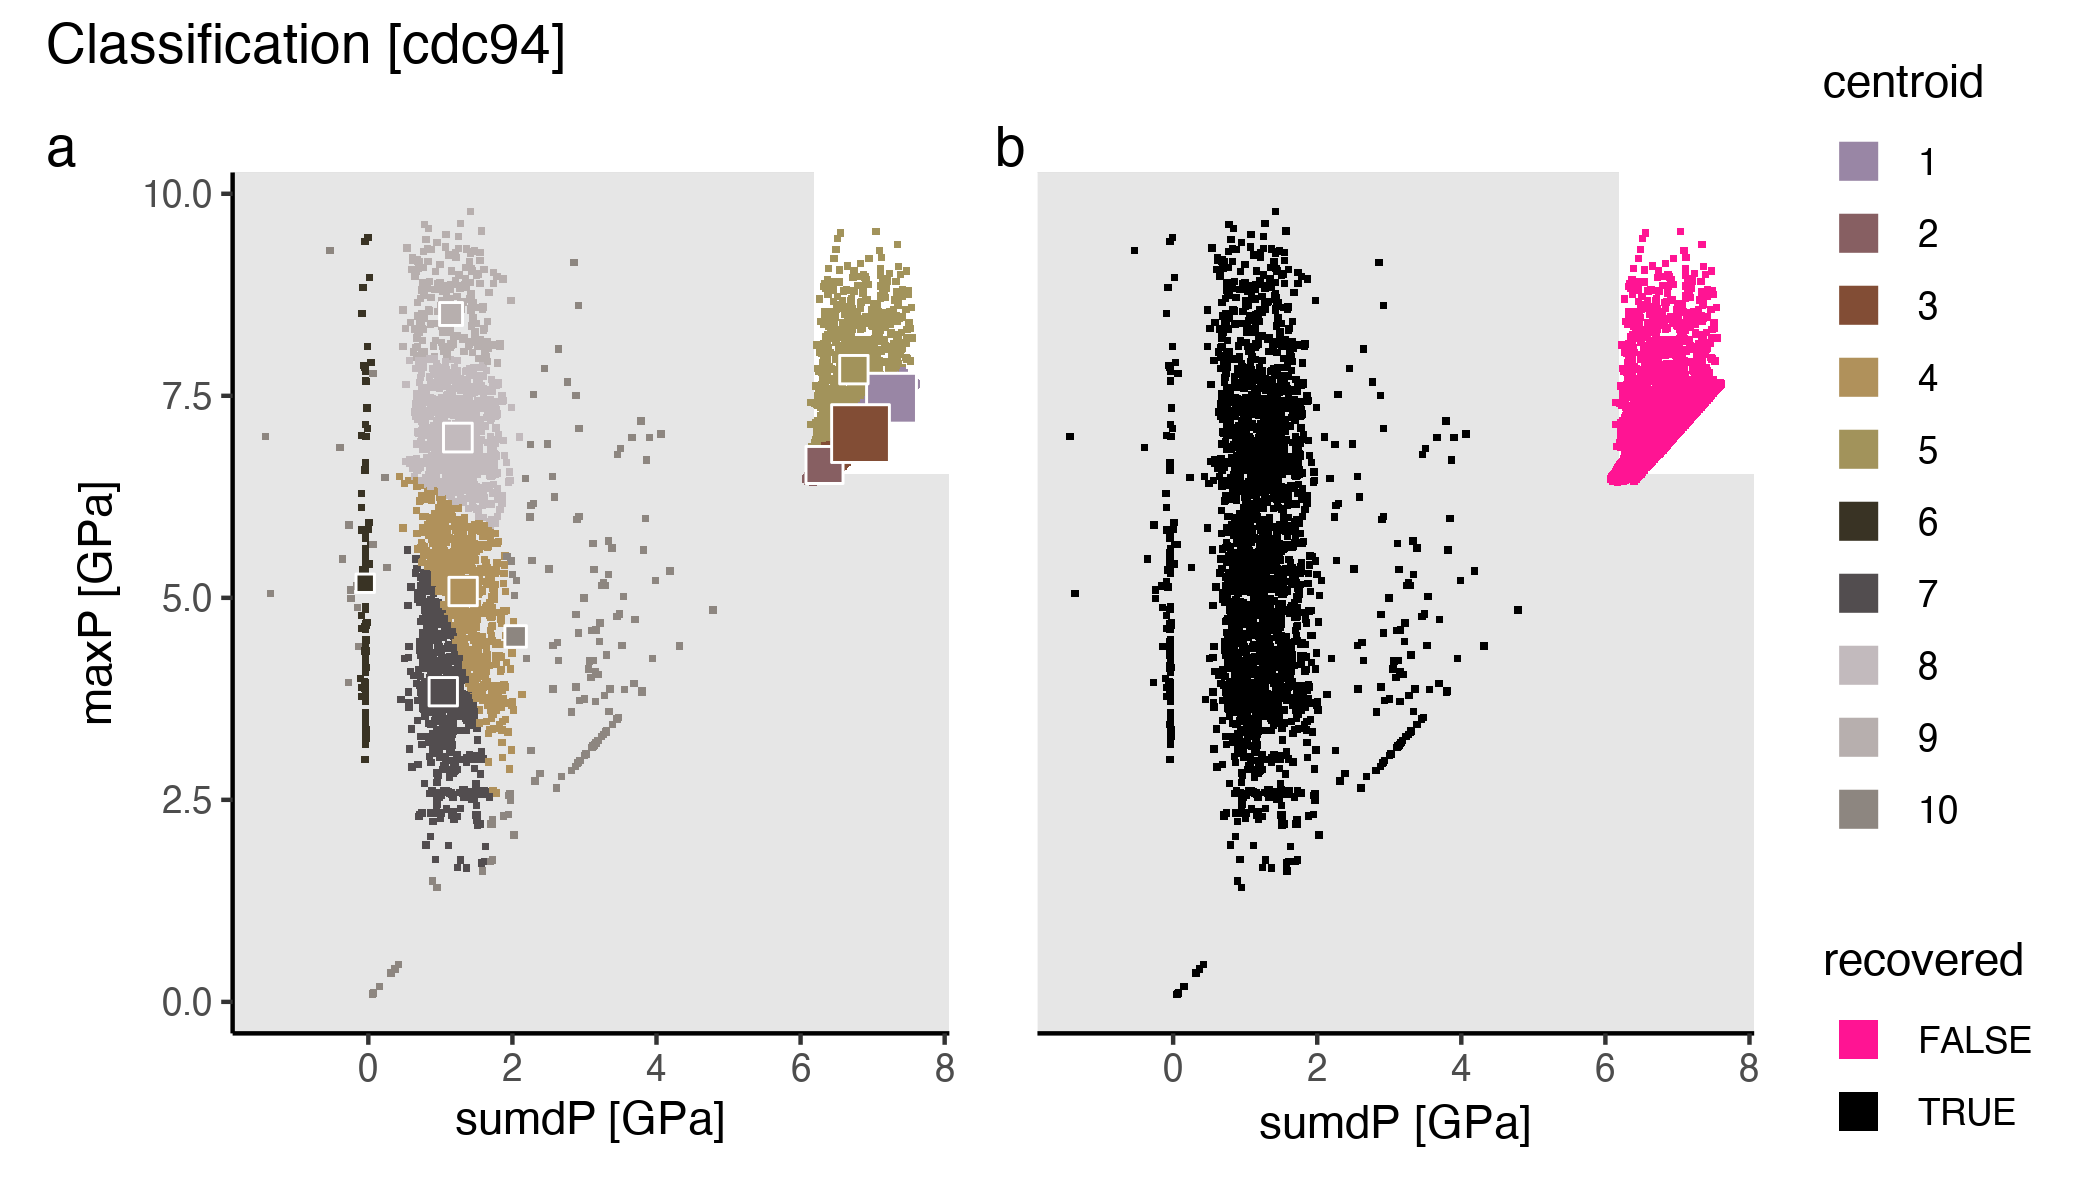 Classification [cdc94]
a
10.0
7.5
5.0
2.5
0.0
maxP [GPa]
0 2 4 6 8
sumdP [GPa]
b
0 2 4 6 8
sumdP [GPa]
centroid
1
2
3
4
5
6
7
8
9
10
recovered
FALSE
TRUE